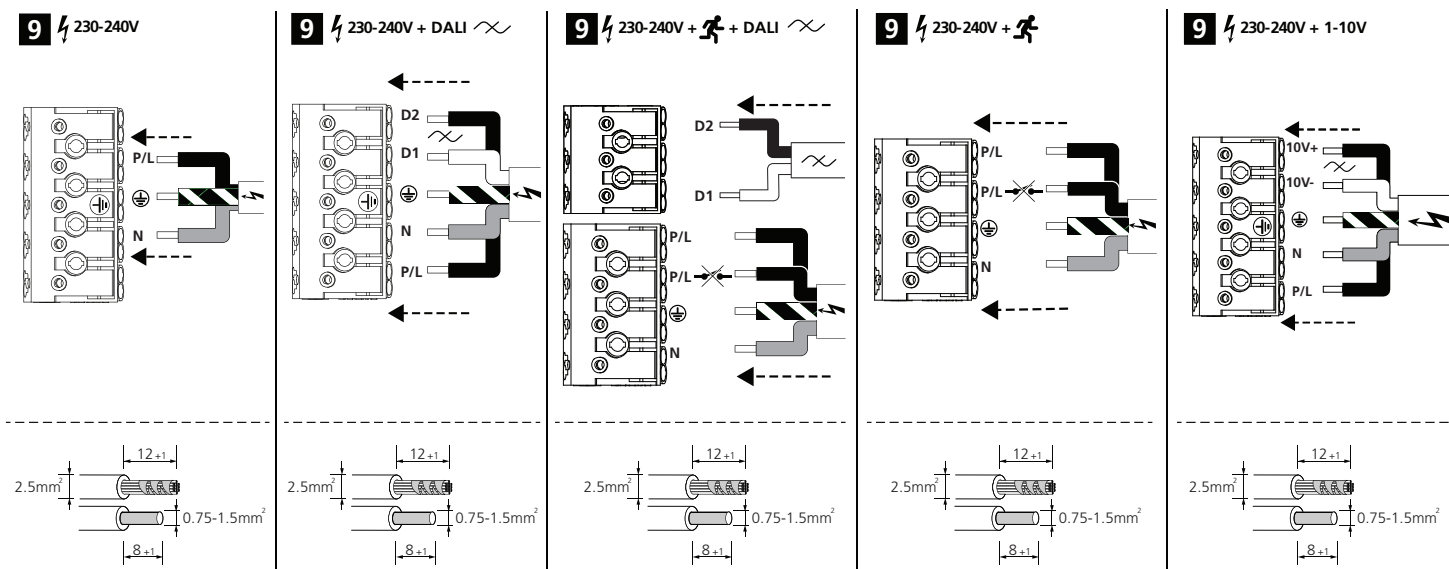 9 230-240V
P/L
N
12 +1
2.5mm²
0.75-1.5mm²
8 +1
9 230-240V + DALI
D2
D1
N
P/L
12 +1
2.5mm²
0.75-1.5mm²
8 +1
9 230-240V + + DALI
D2
D1
P/L
P/L
N
12 +1
2.5mm²
0.75-1.5mm²
8 +1
9 230-240V +
P/L
P/L
N
12 +1
2.5mm²
0.75-1.5mm²
8 +1
9 230-240V + 1-10V
10V+
10V-
N
P/L
12 +1
2.5mm²
0.75-1.5mm²
8 +1